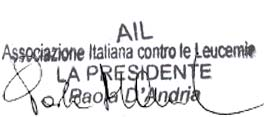 AIL
Associazione Italiana contro le Leucemie
LA PRESIDENTE
Paola d'Andria